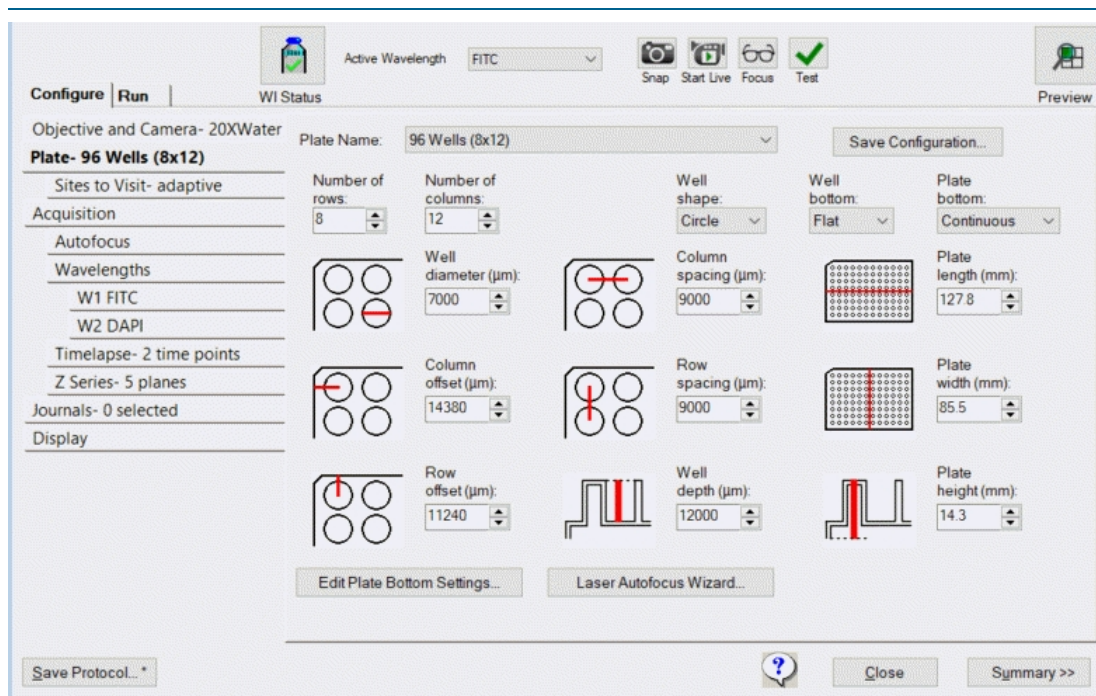 Active Wavelength FITC
Snap Start Live Focus Test
Configure Run WI Status Preview
Objective and Camera- 20XWater
Plate- 96 Wells (8x12)
Sites to Visit- adaptive
Acquisition
Autofocus
Wavelengths
W1 FITC
W2 DAPI
Timelapse- 2 time points
Z Series- 5 planes
Journals- 0 selected
Display
Plate Name: 96 Wells (8x12) Save Configuration...
Number of rows:
8
Number of columns:
12
Well shape:
Circle
Well bottom:
Flat
Plate bottom:
Continuous
Well diameter (µm):
7000
Column spacing (µm):
9000
Plate length (mm):
127.8
Column offset (µm):
14380
Row spacing (µm):
9000
Plate width (mm):
85.5
Row offset (µm):
11240
Well depth (µm):
12000
Plate height (mm):
14.3
Edit Plate Bottom Settings... Laser Autofocus Wizard...
Save Protocol... * ? Close Summary >>